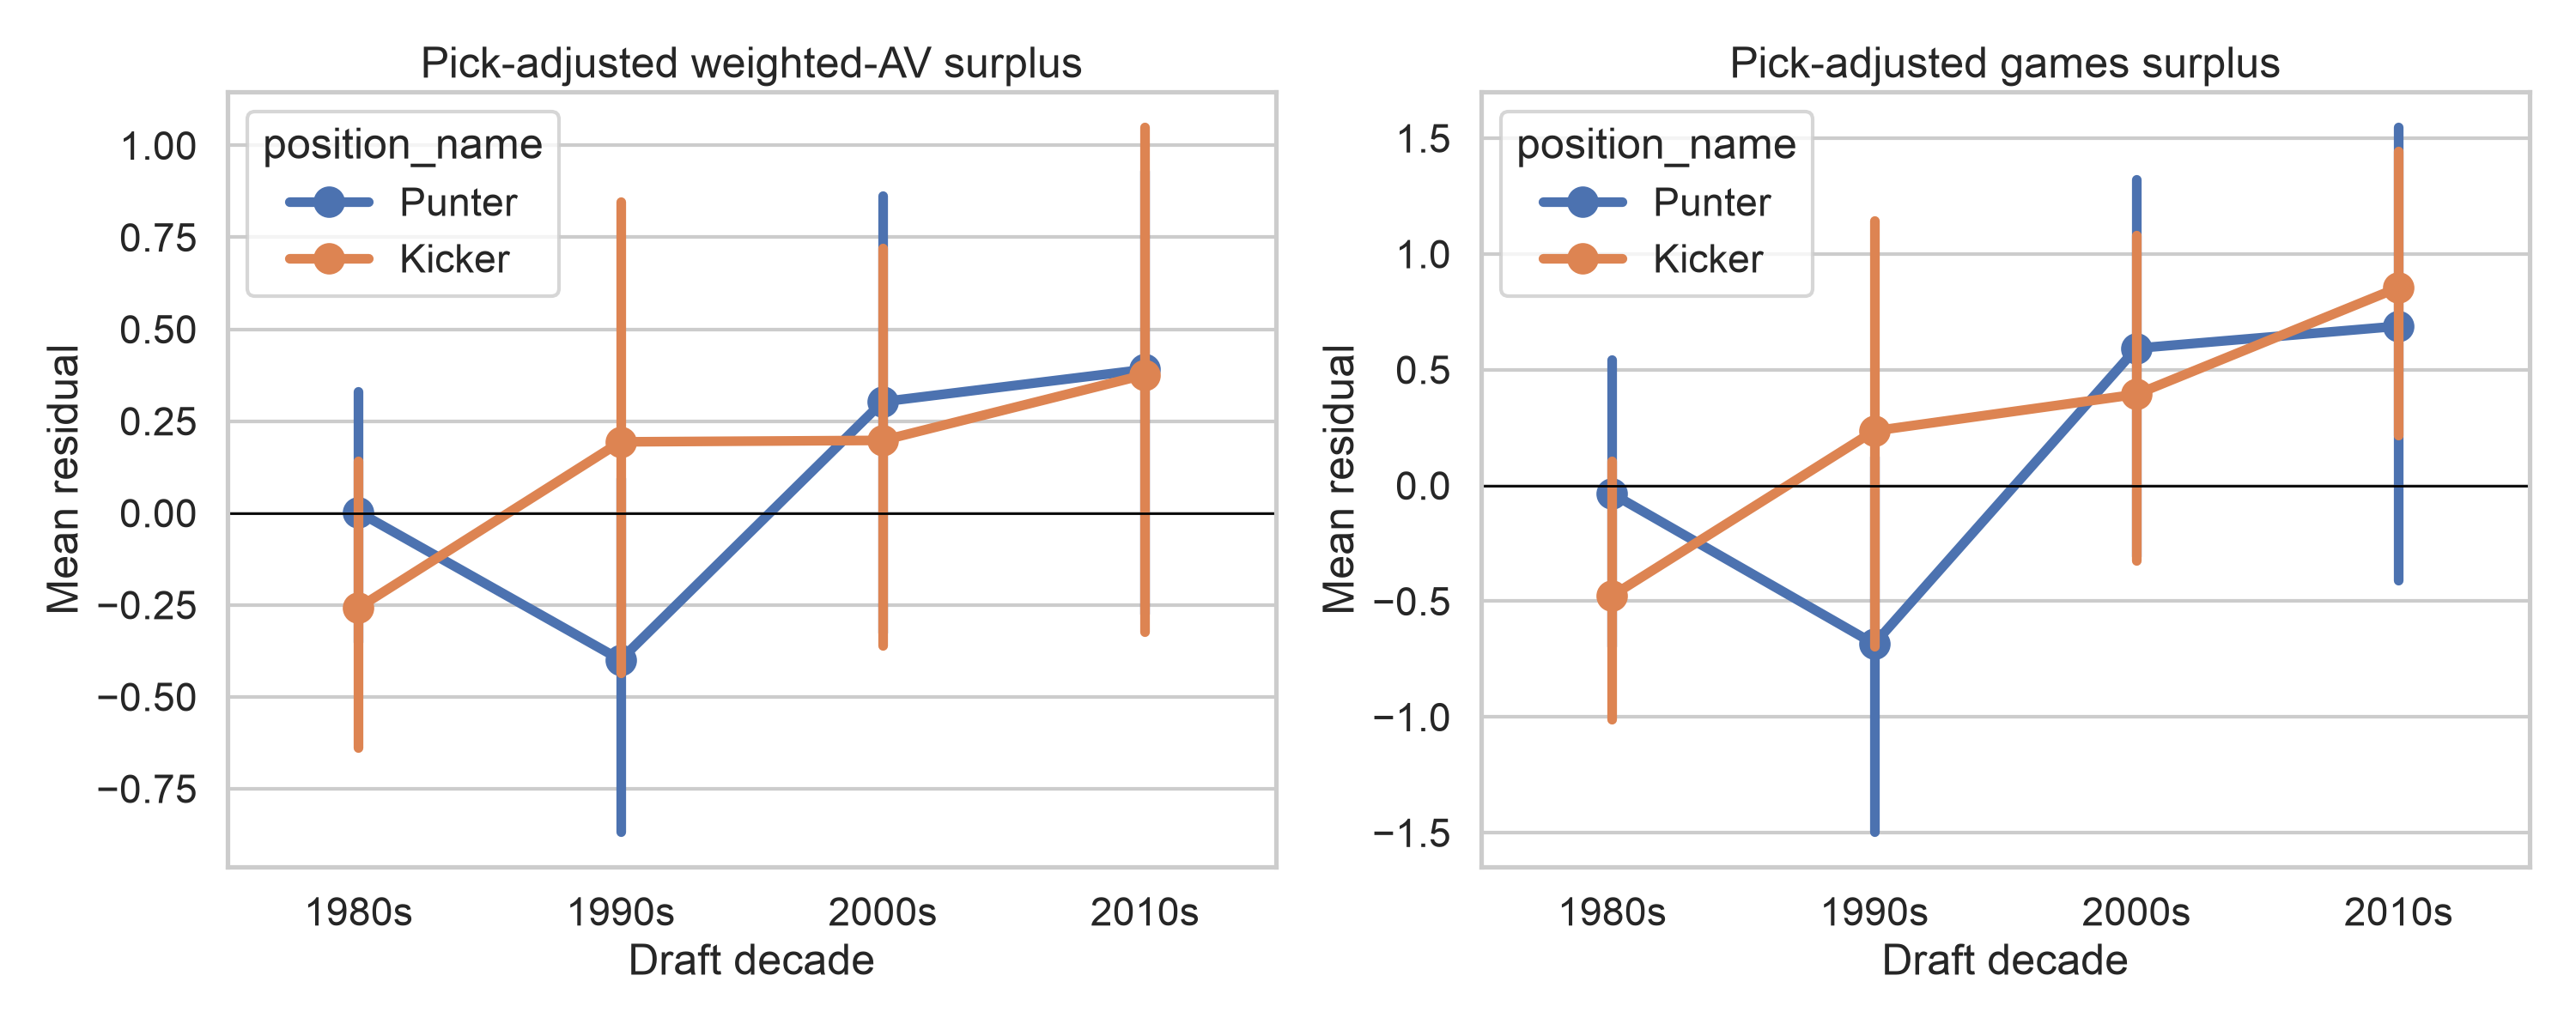 Pick-adjusted weighted-AV surplus
position_name
Punter
Kicker
Mean residual
1.00
0.75
0.50
0.25
0.00
−0.25
−0.50
−0.75
1980s
1990s
2000s
2010s
Draft decade
Pick-adjusted games surplus
position_name
Punter
Kicker
Mean residual
1.5
1.0
0.5
0.0
−0.5
−1.0
−1.5
1980s
1990s
2000s
2010s
Draft decade